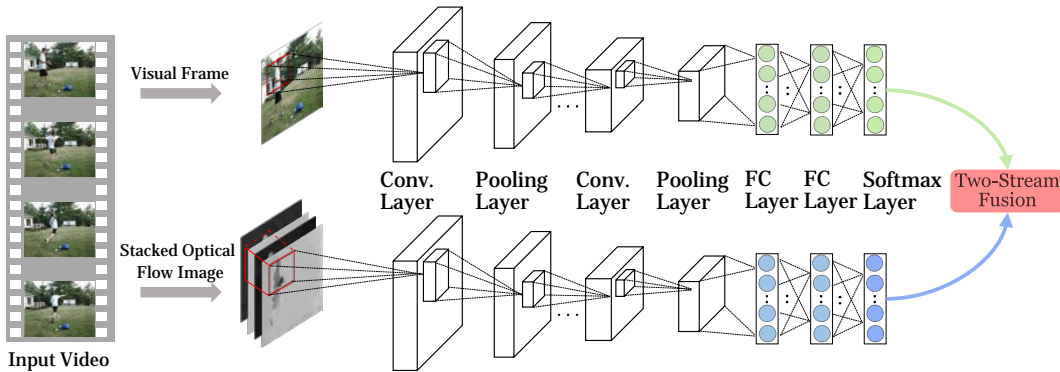 Visual Frame
Conv.
Layer
Pooling
Layer
Conv.
Layer
Pooling
Layer
FC
Layer
FC
Layer
Softmax
Layer
Two-Stream
Fusion
Stacked Optical
Flow Image
Input Video